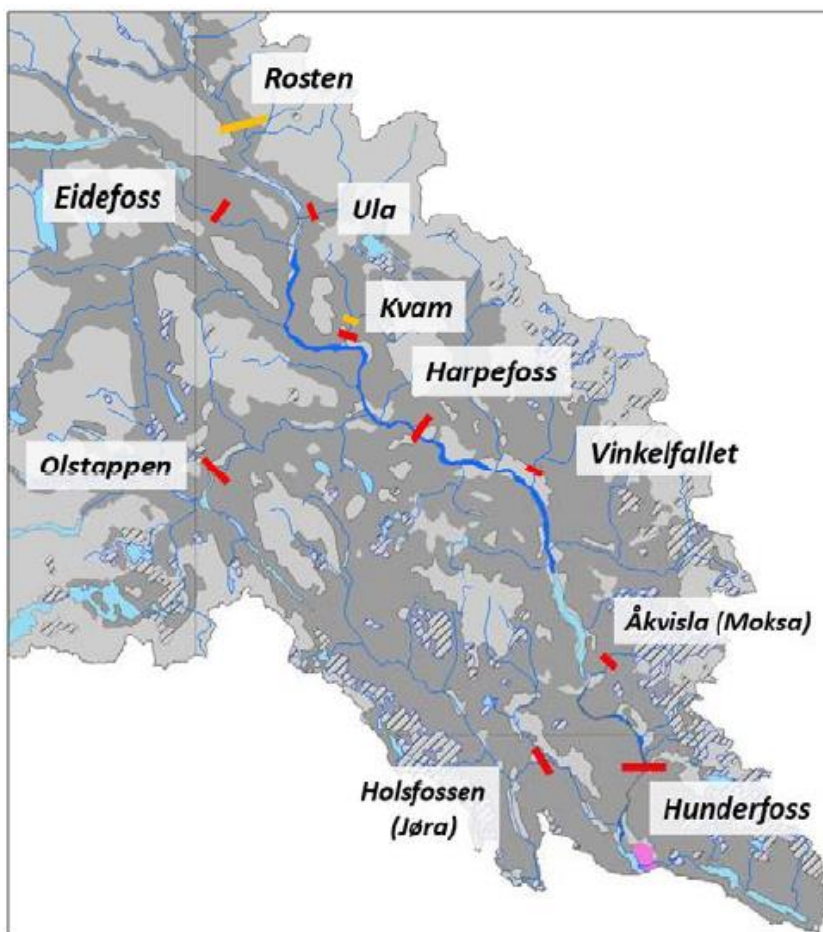 Rosten
Eidefoss
Ula
Kvam
Harpefoss
Olstappen
Vinkelfallet
Åkvisla (Moksa)
Holsfossen
(Jøra)
Hunderfoss